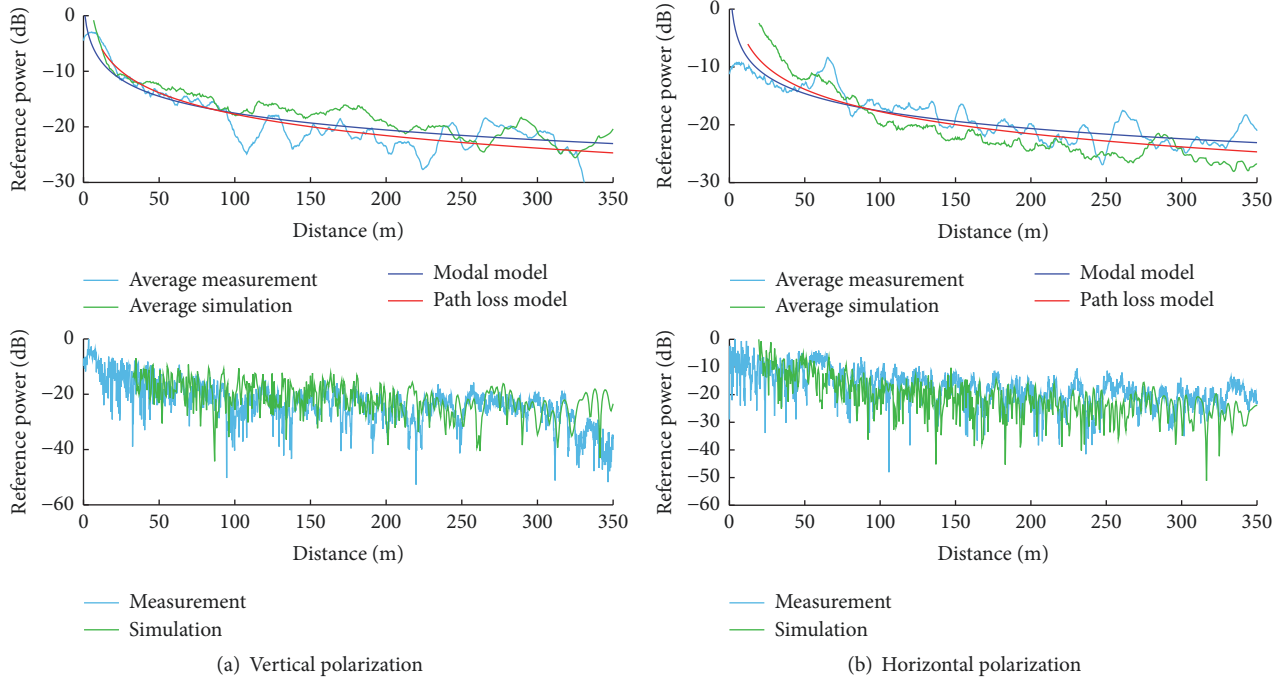 Reference power (dB)
0
−10
−20
−30
0 50 100 150 200 250 300 350
Distance (m)
Average measurement
Average simulation
Modal model
Path loss model
Reference power (dB)
0
−20
−40
−60
0 50 100 150 200 250 300 350
Distance (m)
Measurement
Simulation
(a) Vertical polarization
Reference power (dB)
0
−10
−20
−30
0 50 100 150 200 250 300 350
Distance (m)
Average measurement
Average simulation
Modal model
Path loss model
Reference power (dB)
0
−10
−20
−30
−40
−50
−60
0 50 100 150 200 250 300 350
Distance (m)
Measurement
Simulation
(b) Horizontal polarization